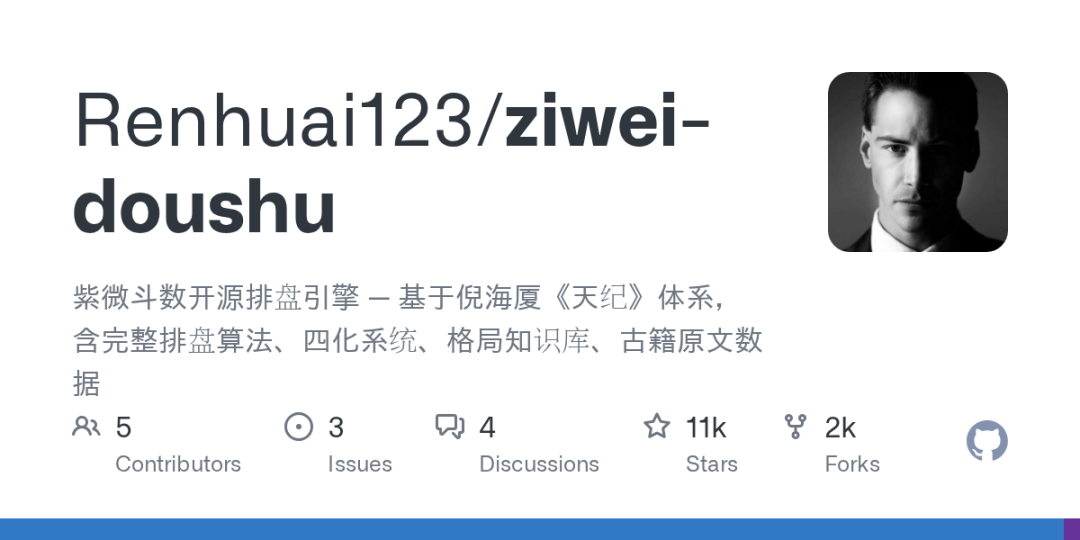 Renhuai123/ziwei-
doushu
紫微斗数开源排盘引擎 — 基于倪海厦《天纪》体系，
含完整排盘算法、四化系统、格局知识库、古籍原文数
据
5
Contributors
3
Issues
4
Discussions
11k
Stars
2k
Forks